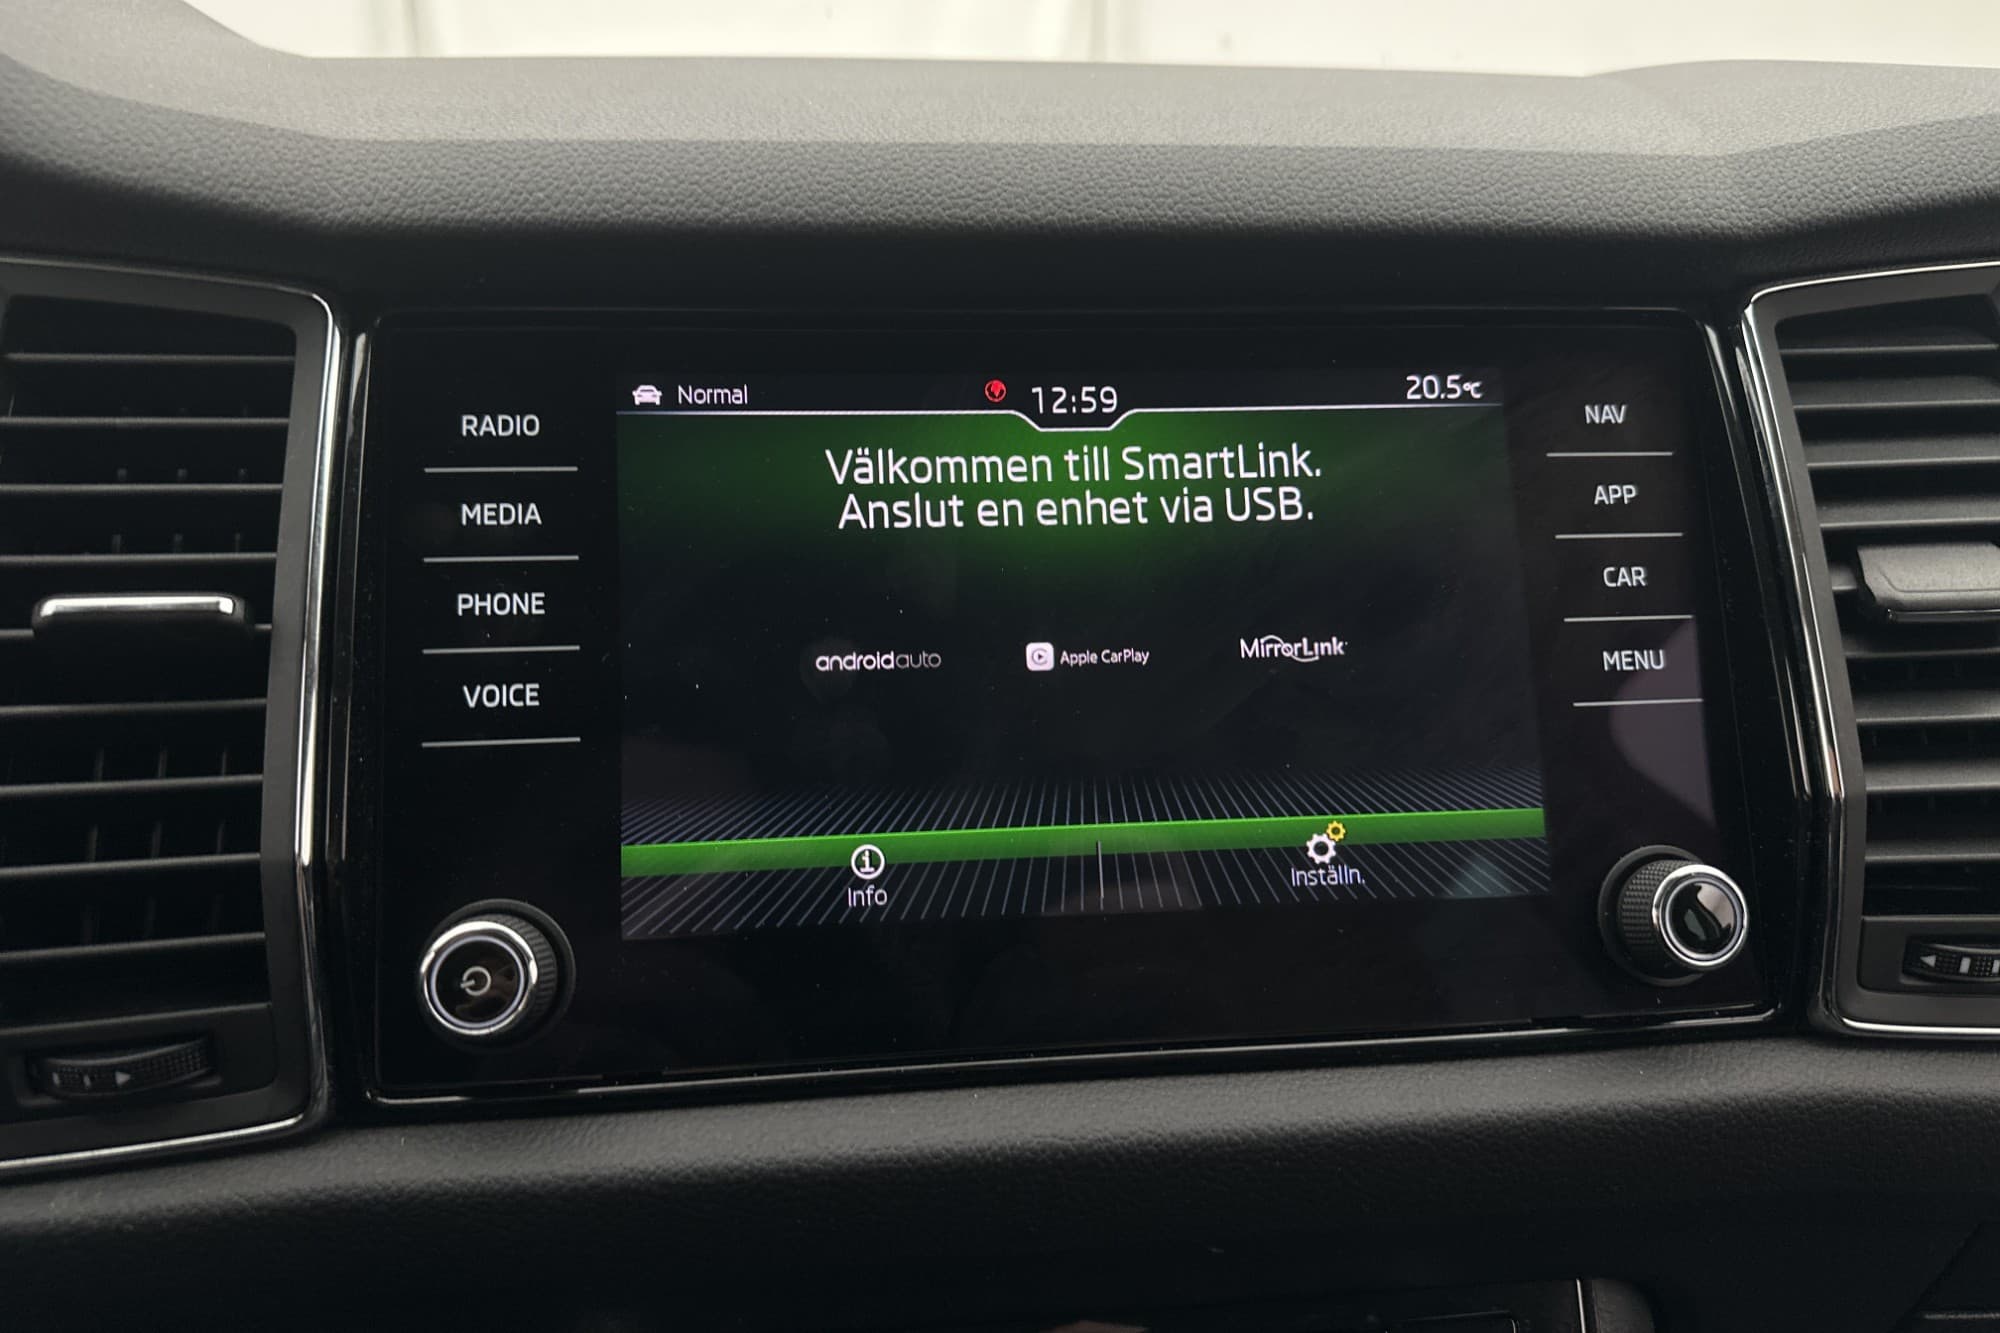 Normal
12:59
20.5°C
RADIO
MEDIA
PHONE
VOICE
Välkommen till SmartLink.
Anslut en enhet via USB.
androidauto
Apple CarPlay
MirrorLink
Info
Inställn.
NAV
APP
CAR
MENU